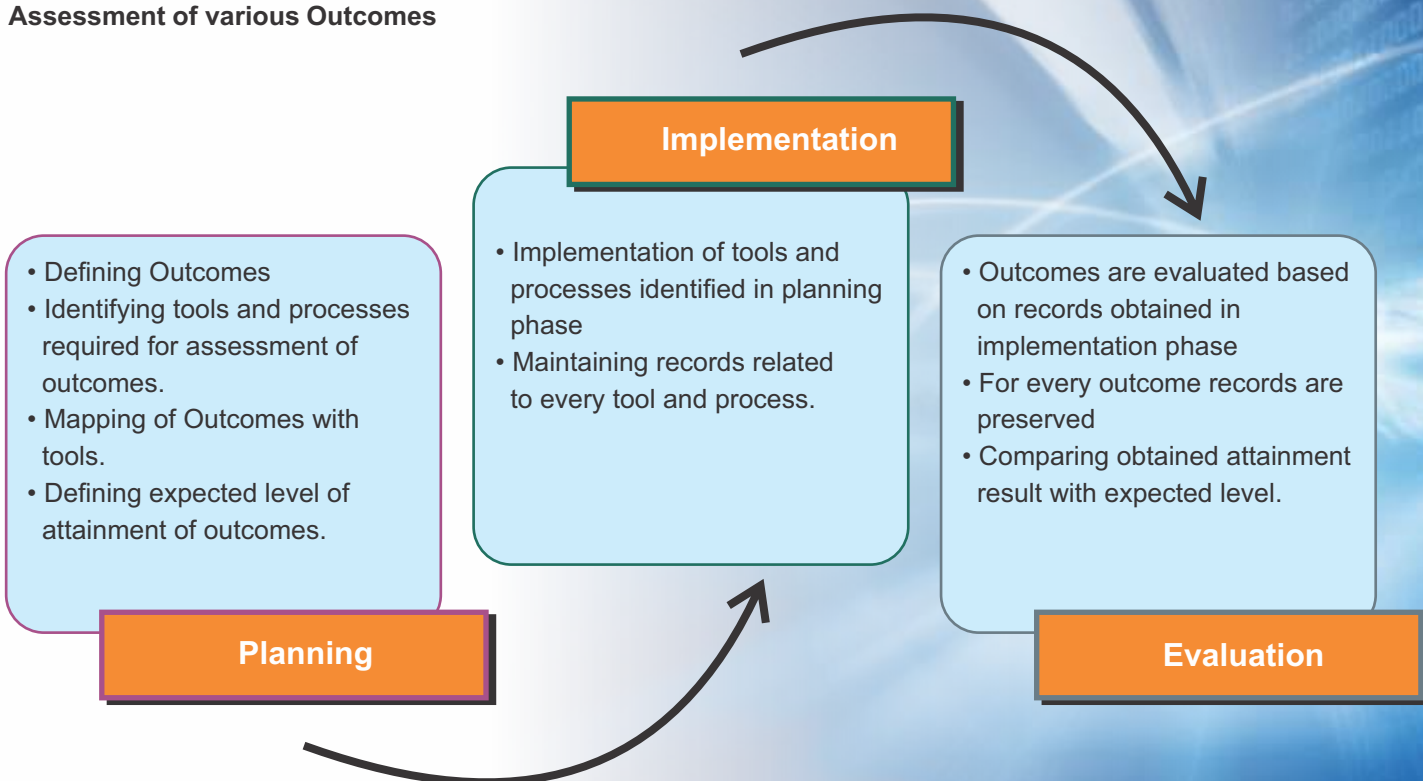 Assessment of various Outcomes
• Defining Outcomes
• Identifying tools and processes
required for assessment of
outcomes.
• Mapping of Outcomes with
tools.
• Defining expected level of
attainment of outcomes.
Planning
Implementation
• Implementation of tools and
processes identified in planning
phase
• Maintaining records related
to every tool and process.
• Outcomes are evaluated based
on records obtained in
implementation phase
• For every outcome records are
preserved
• Comparing obtained attainment
result with expected level.
Evaluation